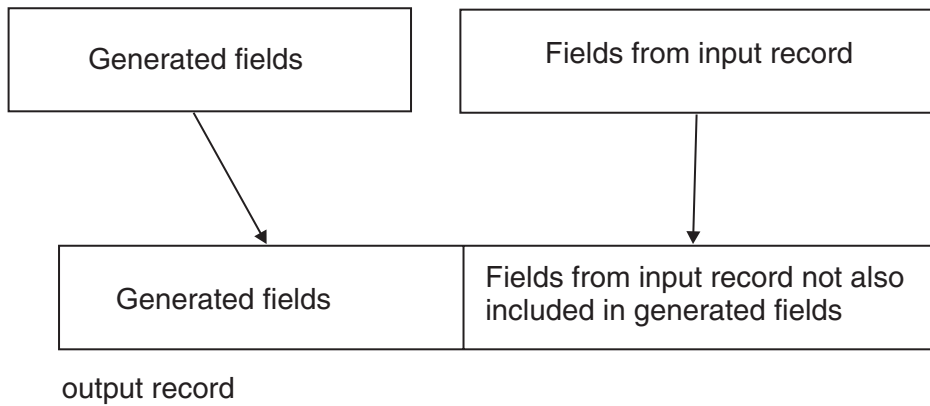 Generated fields
Fields from input record
Generated fields
Fields from input record not also
included in generated fields
output record